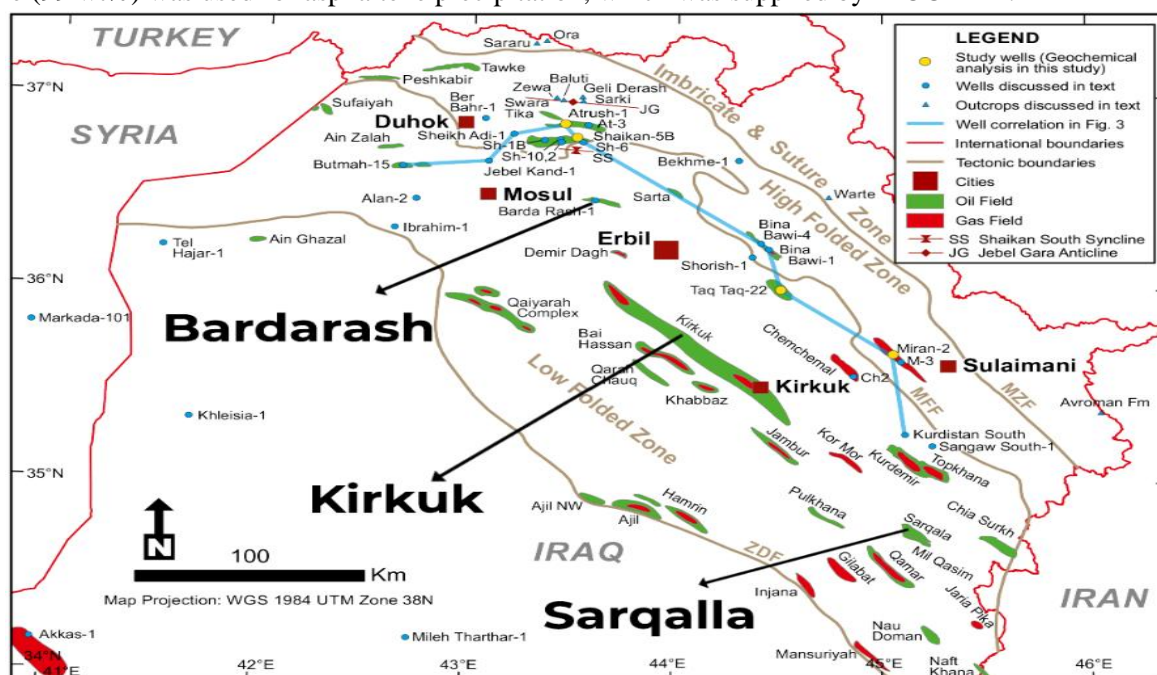 TURKEY
SYRIA
IRAQ
IRAN
37°N
36°N
35°N
34°N
41°E
42°E
43°E
44°E
45°E
46°E
LEGEND
Study wells (Geochemical
analysis in this study)
Wells discussed in text
Outcrops discussed in text
Well correlation in Fig. 3
International boundaries
Tectonic boundaries
Cities
Oil Field
Gas Field
SS Shaikan South Syncline
JG Jebel Gara Anticline
Imbricate & Suture Zone
High Folded Zone
Low Folded Zone
MZF
MFF
ZDF
Ora
Sararu
Tawke
Peshkabir
Zewa
Baluti
Geli Derash
Sarki
Swara
Tika
JG
Ber
Bahr-1
Atrush-1
At-3
Sufaiyah
Duhok
Shaikan-5B
Sheikh Adi-1
Sh-1B
Sh-6
Sh-10,2
SS
Ain Zalah
Butmah-15
Jebel Kand-1
Bekhme-1
Alan-2
Mosul
Sarta
Warte
Barda Rash-1
Ibrahim-1
Tel
Hajar-1
Ain Ghazal
Erbil
Demir Dagh
Bina
Bawi-4
Bina
Bawi-1
Shorish-1
Taq Taq-22
Markada-101
Qaiyarah
Complex
Bardarash
Bai
Hassan
Kirkuk
Chemchemal
Miran-2
M-3
Sulaimani
Qarah
Chauq
Ch2
Khabbaz
Kirkuk
Avroman Fm
Khleisia-1
Kurdistan South
Sangaw South-1
Jambur
Kor Mor
Kurdemir
Topkhana
Kirkuk
Ajil NW
Ajil
Hamrin
Pulkhana
Sarqala
Chia Surkh
Mil Qasim
Qamar
Gilabat
Injana
Jaria Pika
Sarqalla
Nau
Doman
Mansuriyah
Naft
Khana
N
100
Km
Map Projection: WGS 1984 UTM Zone 38N
Akkas-1
Mileh Tharthar-1